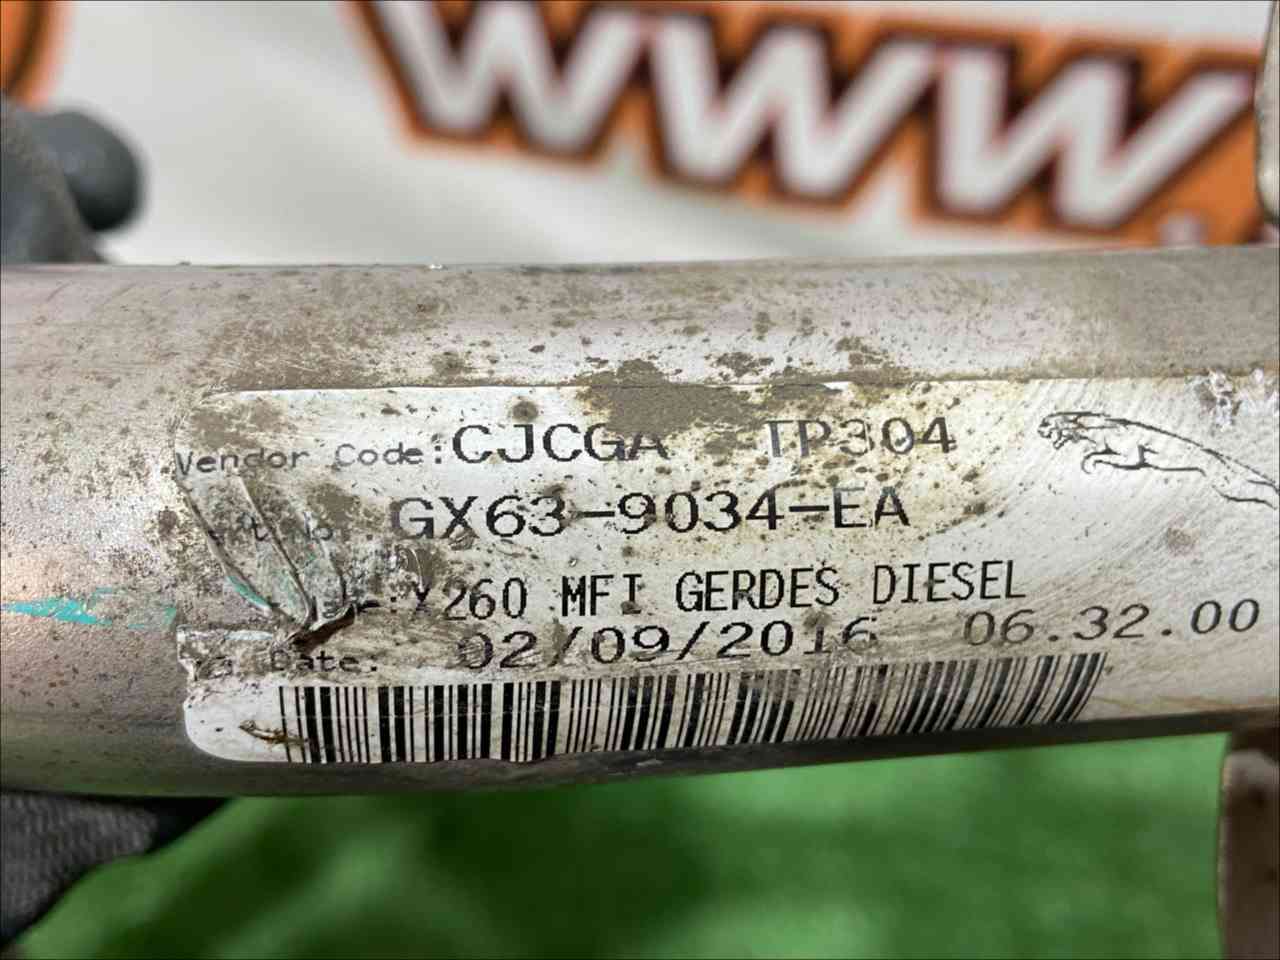 WWW.
Vendor Code: CJCGA TP304
GX63-9034-EA
X260 MFI GERDES DIESEL
Date: 02/09/2016 06.32.00